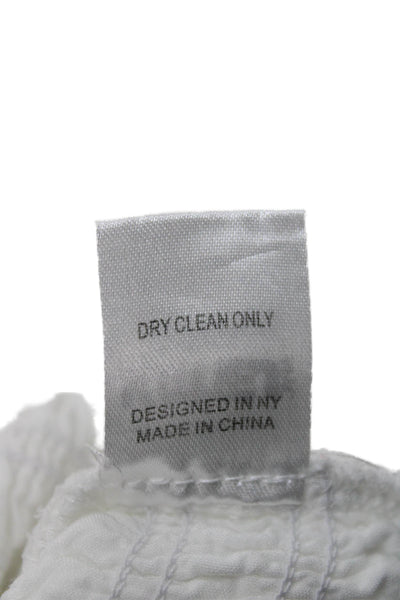 DRY CLEAN ONLY
DESIGNED IN NY
MADE IN CHINA